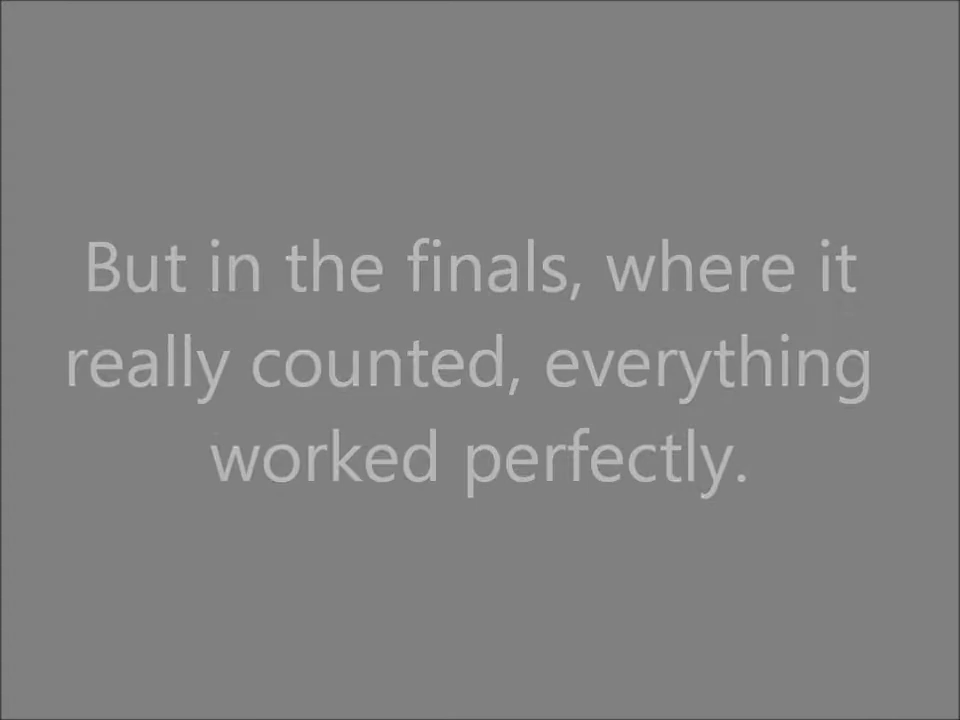 But in the finals, where it
really counted, everything
worked perfectly.